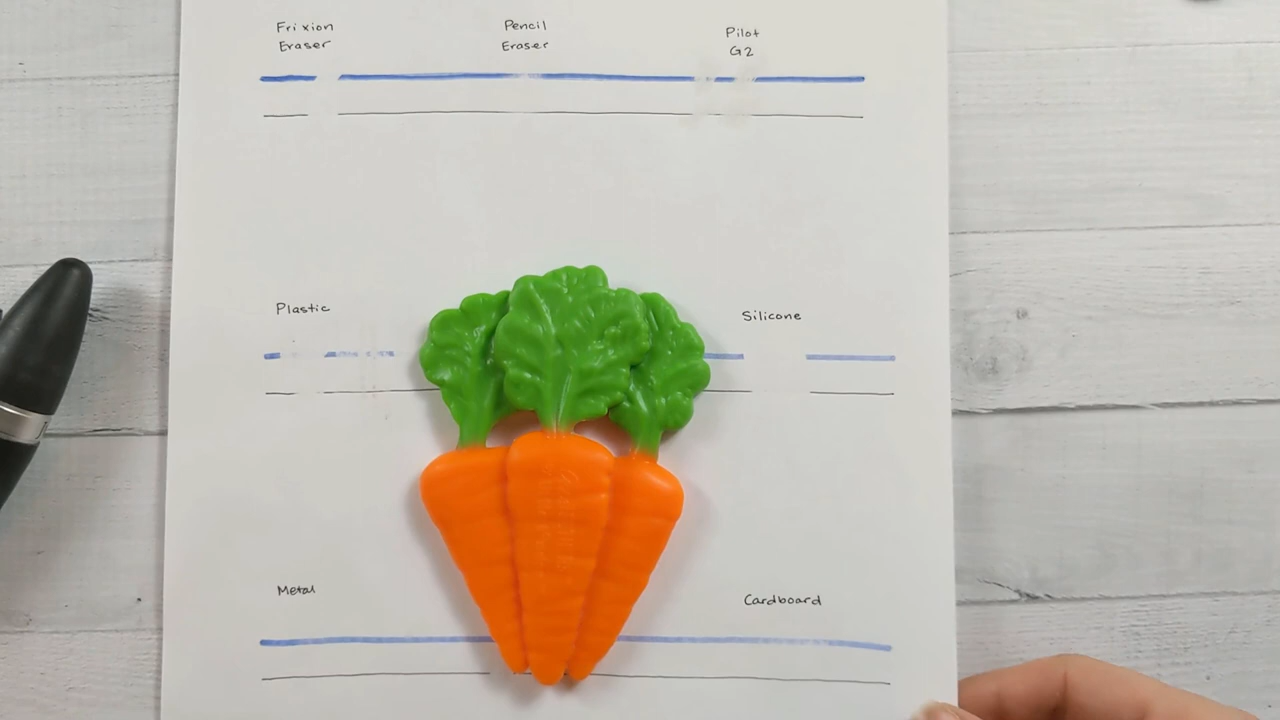 Frixion
Eraser
Pencil
Eraser
Pilot
G2
Plastic
Silicone
Metal
Cardboard